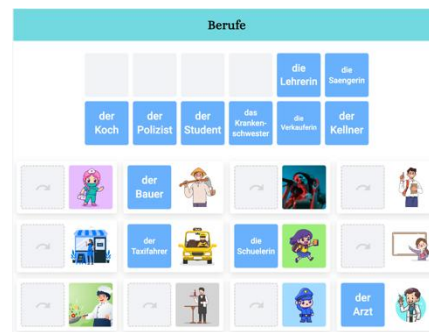 Berufe
die
Lehrerin
die
Saengerin
der
Koch
der
Polizist
der
Student
das
Kranken-
schwester
die
Verkauferin
der
Kellner
der
Bauer
der
Taxifahrer
die
Schuelerin
der
Arzt